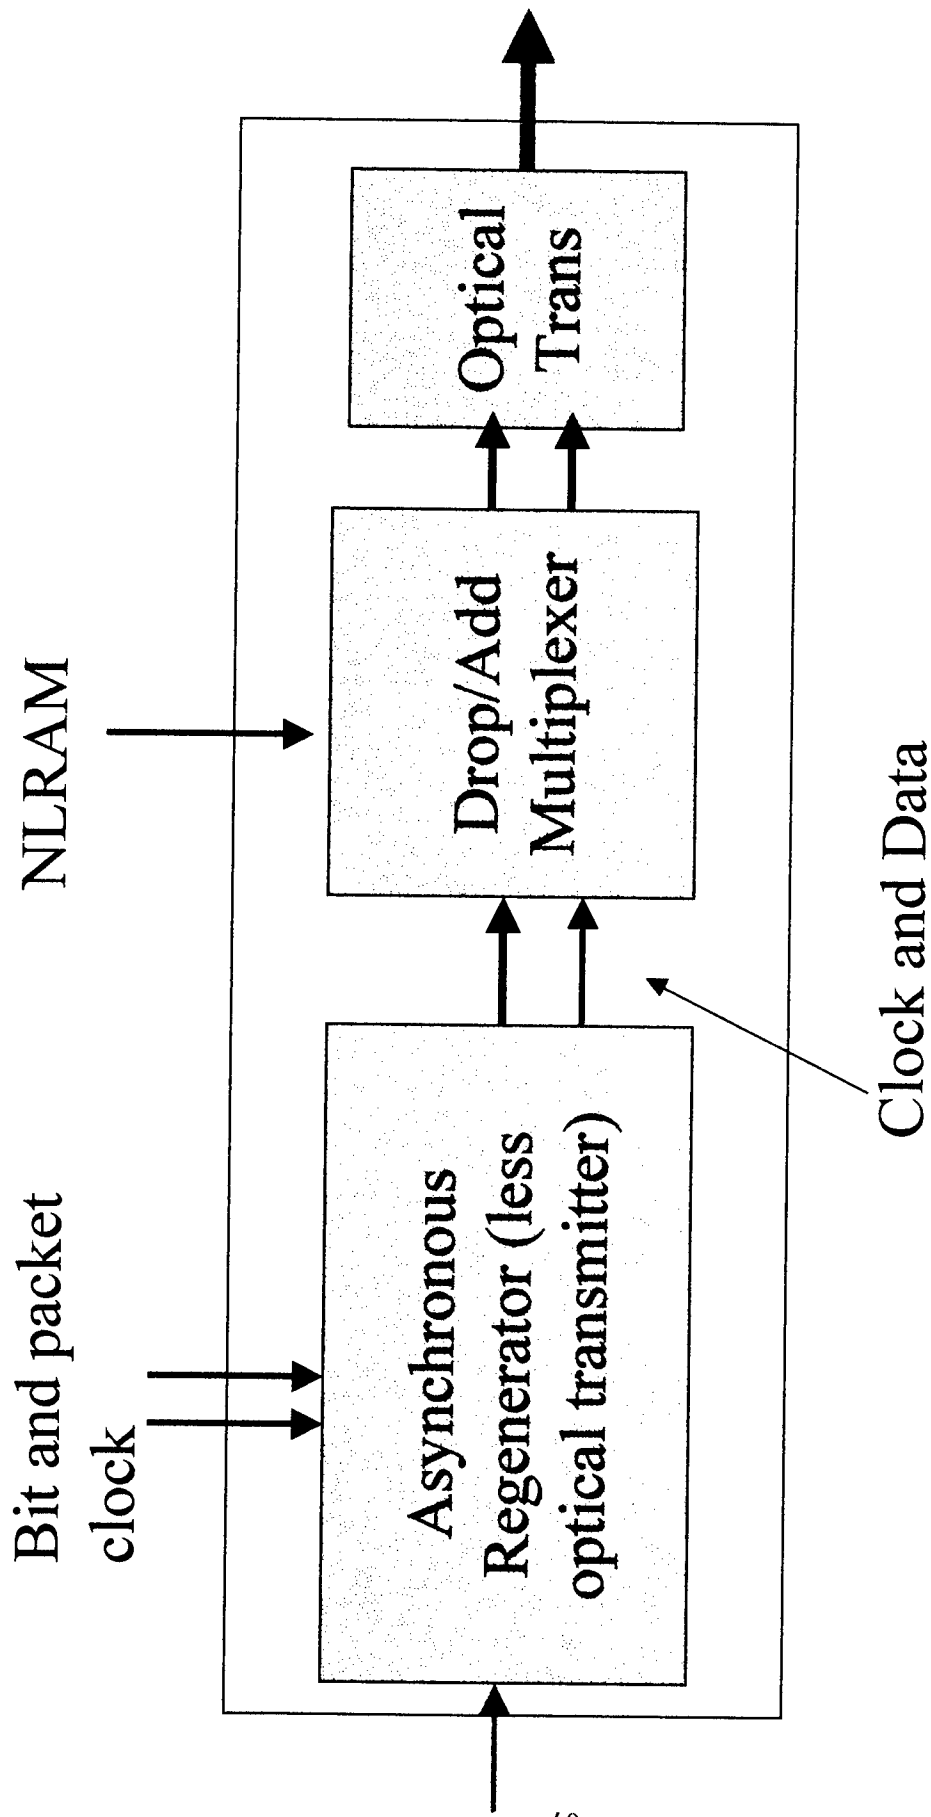 Bit and packet
clock
NLRAM
Asynchronous
Regenerator (less
optical transmitter)
Drop/Add
Multiplexer
Optical
Trans
Clock and Data